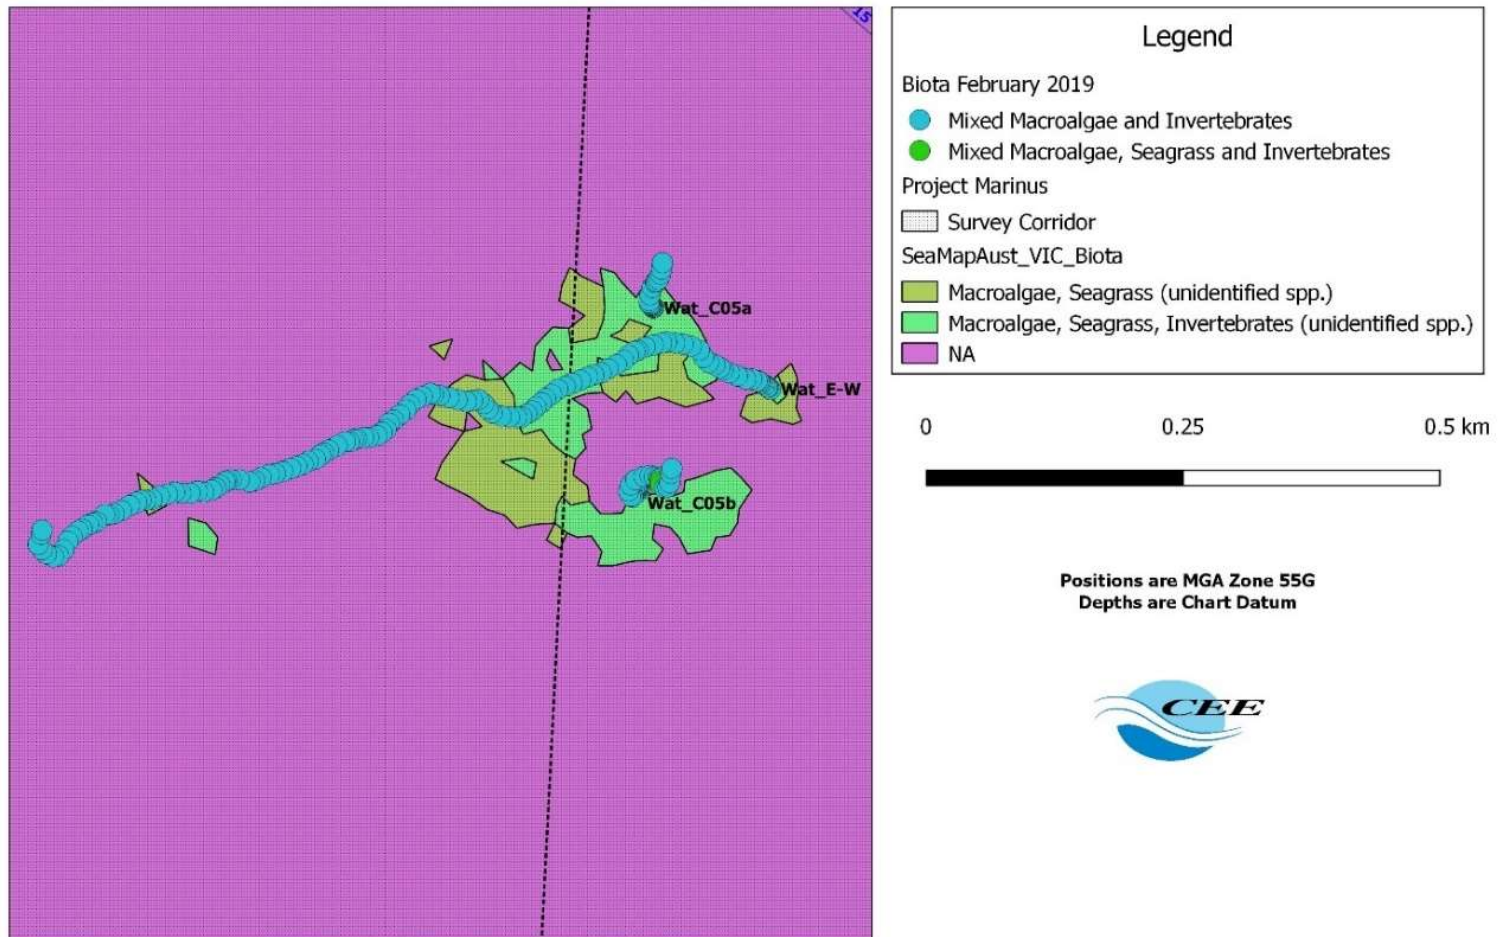 15
Wat_C05a
Wat_E-W
Wat_C05b
Legend
Biota February 2019
Mixed Macroalgae and Invertebrates
Mixed Macroalgae, Seagrass and Invertebrates
Project Marinus
Survey Corridor
SeaMapAust_VIC_Biota
Macroalgae, Seagrass (unidentified spp.)
Macroalgae, Seagrass, Invertebrates (unidentified spp.)
NA
0 0.25 0.5 km
Positions are MGA Zone 55G
Depths are Chart Datum
CEE